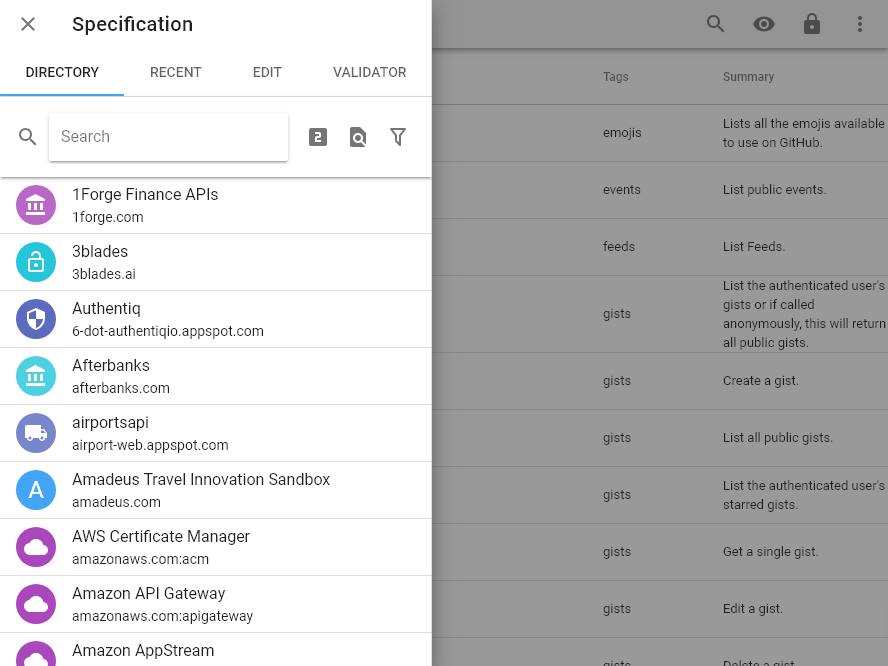 Specification
DIRECTORY
RECENT
EDIT
VALIDATOR
Search
2
1Forge Finance APIs
1forge.com
3blades
3blades.ai
Authentiq
6-dot-authentiqio.appspot.com
Afterbanks
afterbanks.com
airportsapi
airport-web.appspot.com
A
Amadeus Travel Innovation Sandbox
amadeus.com
AWS Certificate Manager
amazonaws.com:acm
Amazon API Gateway
amazonaws.com:apigateway
Amazon AppStream
Tags
Summary
emojis
Lists all the emojis available
to use on GitHub.
events
List public events.
feeds
List Feeds.
gists
List the authenticated user's
gists or if called
anonymously, this will return
all public gists.
gists
Create a gist.
gists
List all public gists.
gists
List the authenticated user's
starred gists.
gists
Get a single gist.
gists
Edit a gist.
gists
Delete a gist.